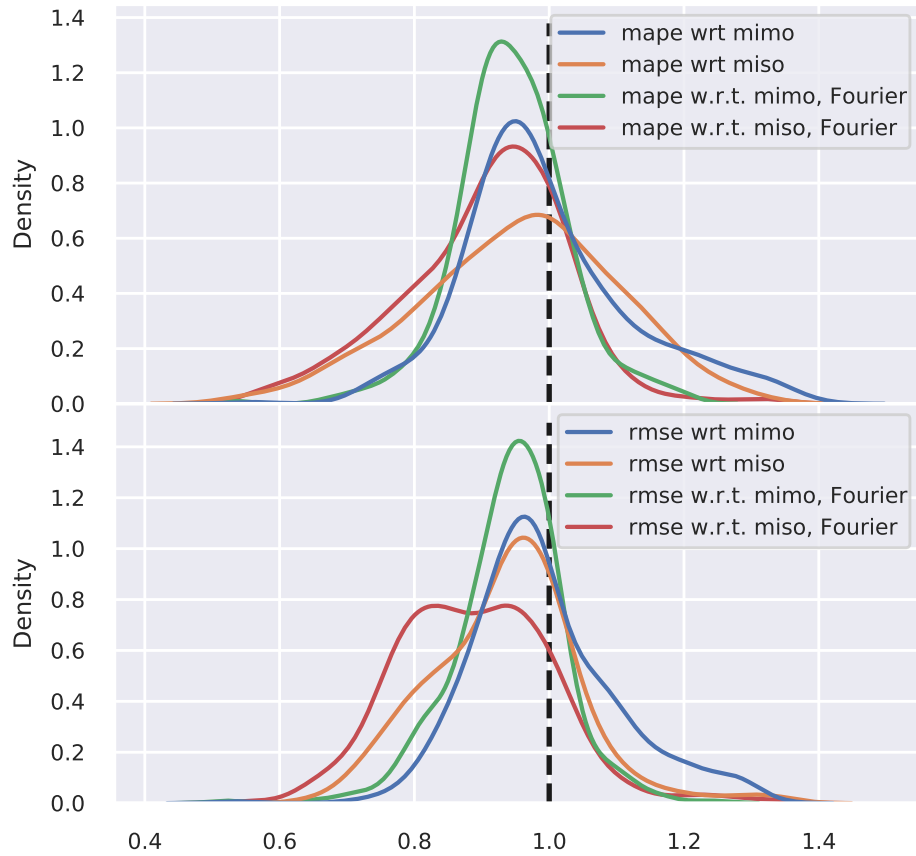 1.4
1.2
1.0
0.8
0.6
0.4
0.2
0.0
Density
mape wrt mimo
mape wrt miso
mape w.r.t. mimo, Fourier
mape w.r.t. miso, Fourier
1.4
1.2
1.0
0.8
0.6
0.4
0.2
0.0
Density
rmse wrt mimo
rmse wrt miso
rmse w.r.t. mimo, Fourier
rmse w.r.t. miso, Fourier
0.4 0.6 0.8 1.0 1.2 1.4